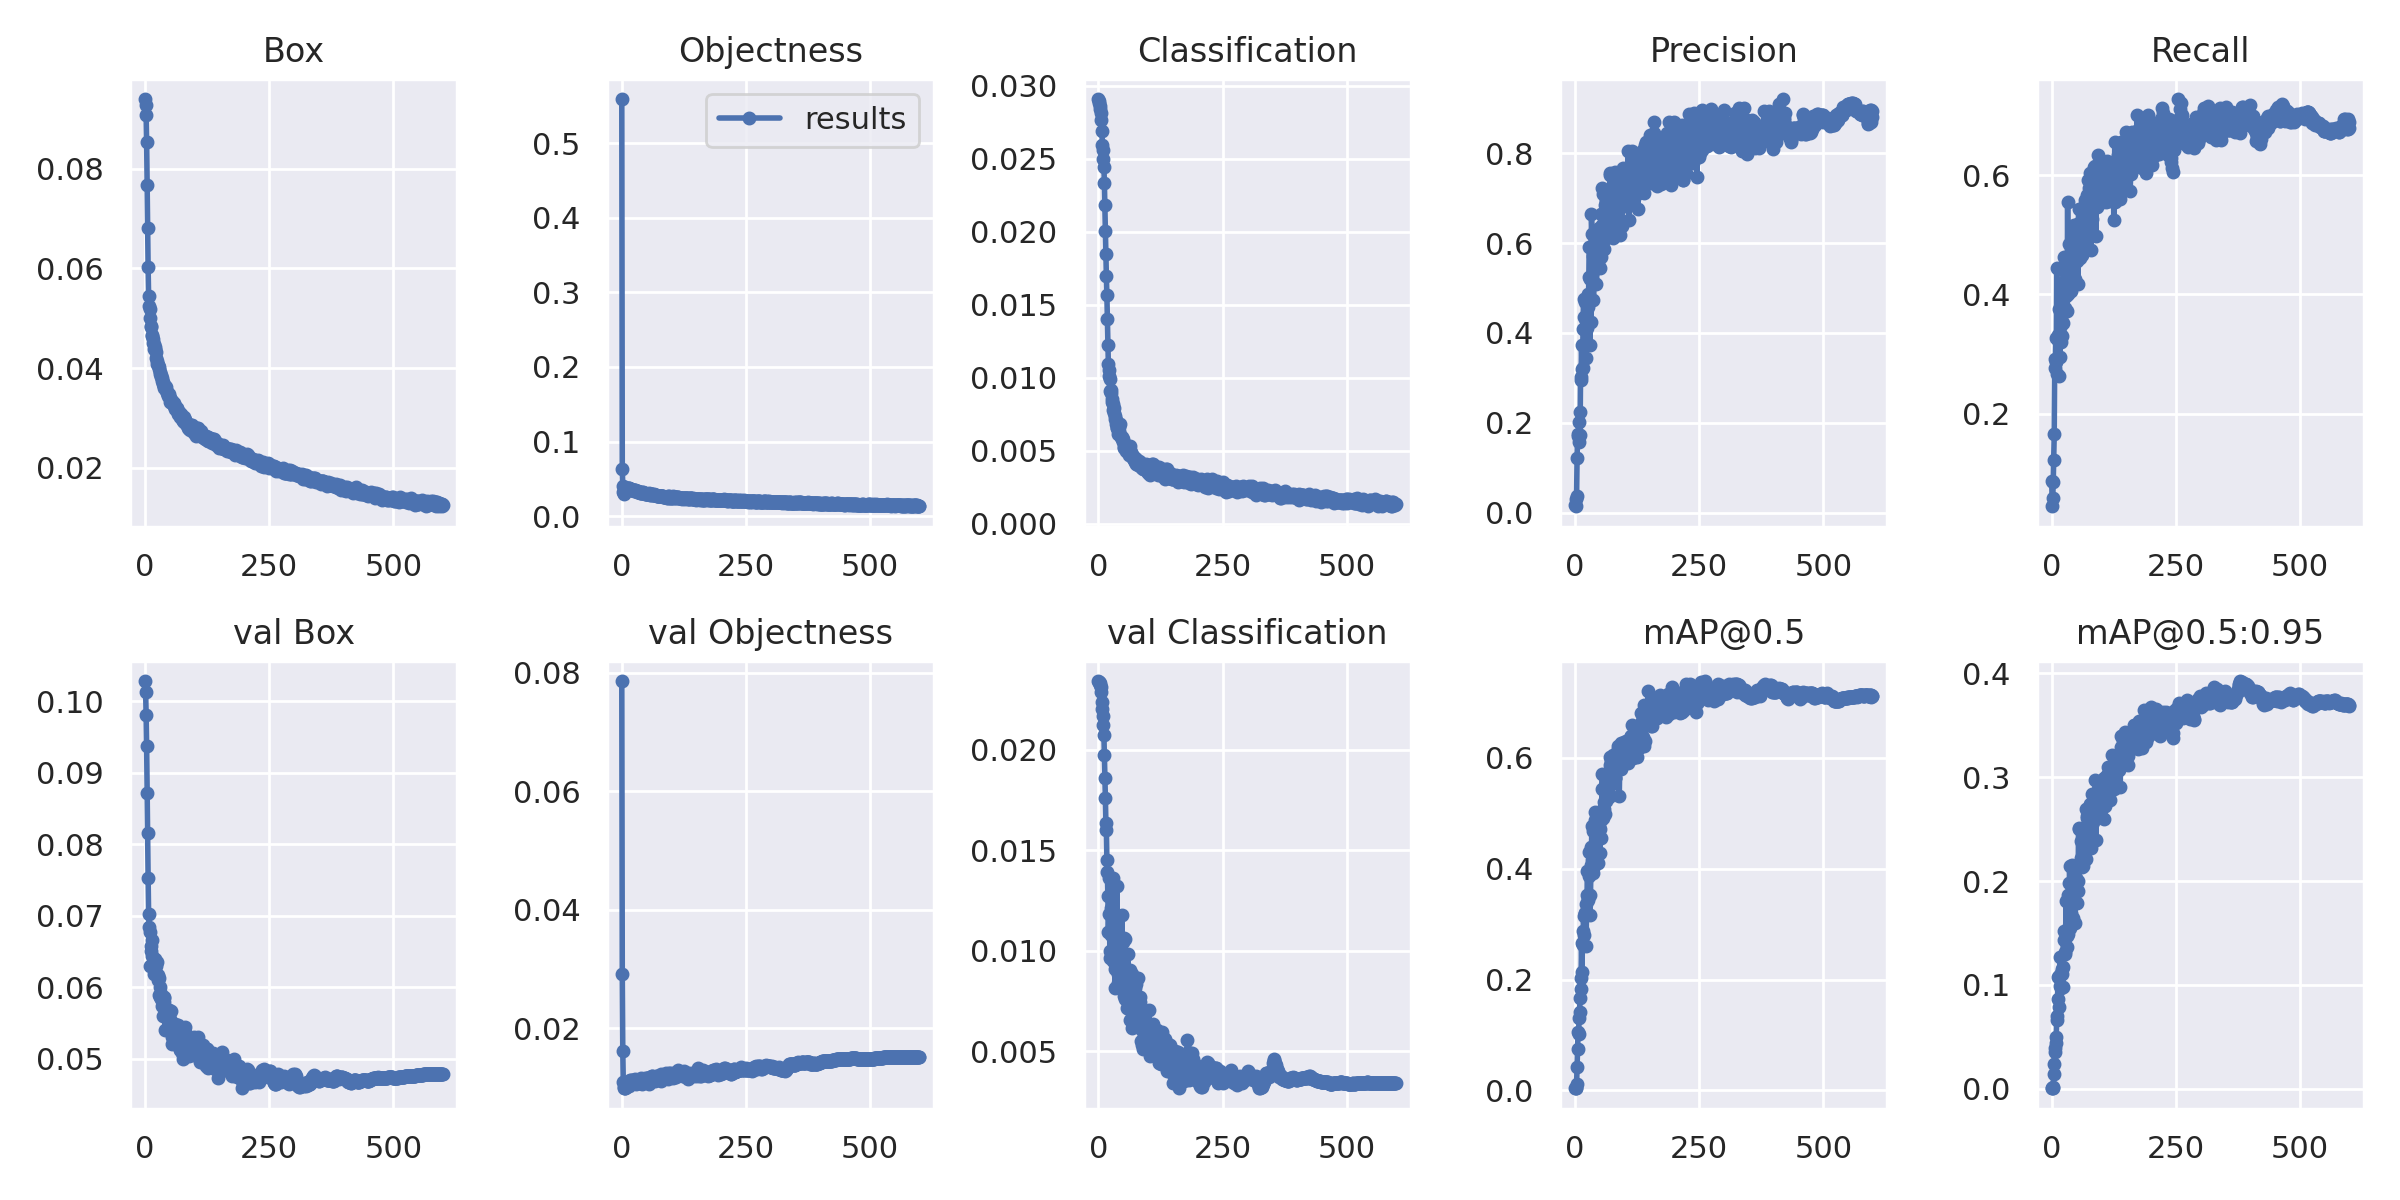 Box
0.08
0.06
0.04
0.02
0 250 500
Objectness
results
0.5
0.4
0.3
0.2
0.1
0.0
0 250 500
Classification
0.030
0.025
0.020
0.015
0.010
0.005
0.000
0 250 500
Precision
0.8
0.6
0.4
0.2
0.0
0 250 500
Recall
0.6
0.4
0.2
0 250 500
val Box
0.10
0.09
0.08
0.07
0.06
0.05
0 250 500
val Objectness
0.08
0.06
0.04
0.02
0 250 500
val Classification
0.020
0.015
0.010
0.005
0 250 500
mAP@0.5
0.6
0.4
0.2
0.0
0 250 500
mAP@0.5:0.95
0.4
0.3
0.2
0.1
0.0
0 250 500